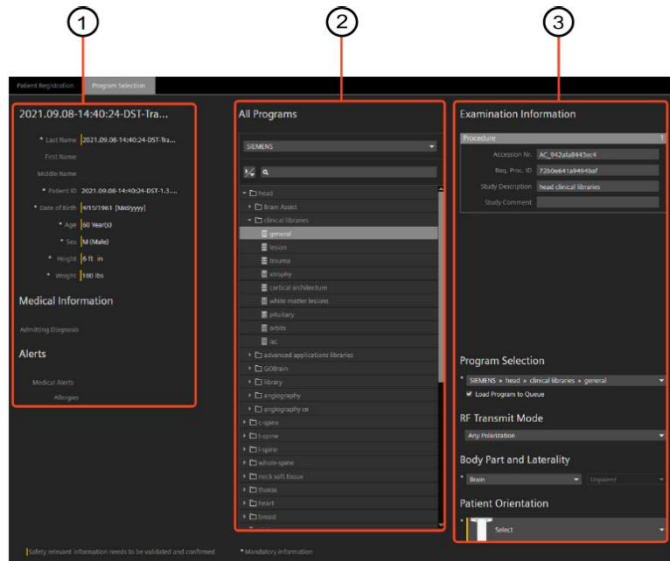 1
2
3
Patient Registration
Program Selection
2021.09.08-14:40:24-DST-Tra...
* Last Name 2021.09.08-14:40:24-DST-Tra...
First Name
Middle Name
* Patient ID 2021.09.08-14:40:24-DST-1.3....
* Date of Birth 4/15/1961 [M/d/yyyy]
* Age 60 Year(s)
* Sex M (Male)
* Height 6 ft in
* Weight 180 lbs
Medical Information
Admitting Diagnosis
Alerts
Medical Alerts
Allergies
All Programs
SIEMENS
head
Brain Assist
clinical libraries
general
lesion
trauma
atrophy
cortical architecture
white matter lesions
pituitary
orbits
iac
advanced applications libraries
GOBrain
library
angiography
angiography ce
c-spine
t-spine
l-spine
whole-spine
neck soft tissue
thorax
heart
breast
Examination Information
Procedure 1
Accession Nr.
Req. Proc. ID
Study Description head clinical libraries
Study Comment
Program Selection
* SIEMENS » head » clinical libraries » general
Load Program to Queue
RF Transmit Mode
Any Polarization
Body Part and Laterality
* Brain Unpaired
Patient Orientation
* Select
Safety relevant information needs to be validated and confirmed * Mandatory information